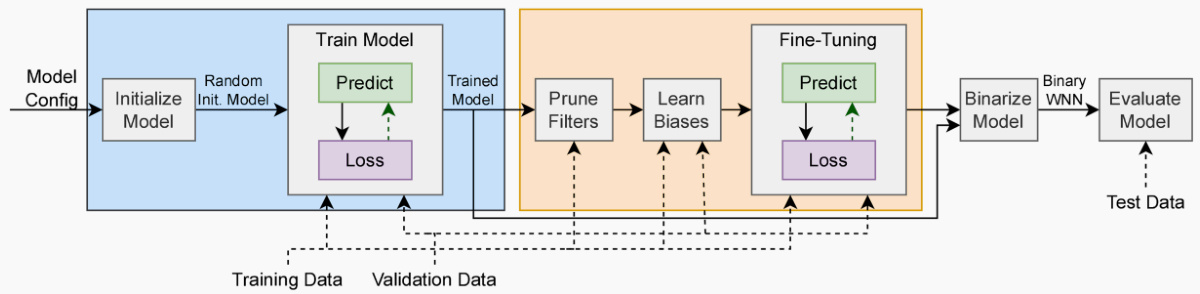 Model
Config
Initialize
Model
Random
Init. Model
Train Model
Predict
Loss
Trained
Model
Prune
Filters
Learn
Biases
Fine-Tuning
Predict
Loss
Binarize
Model
Binary
WNN
Evaluate
Model
Test Data
Training Data
Validation Data